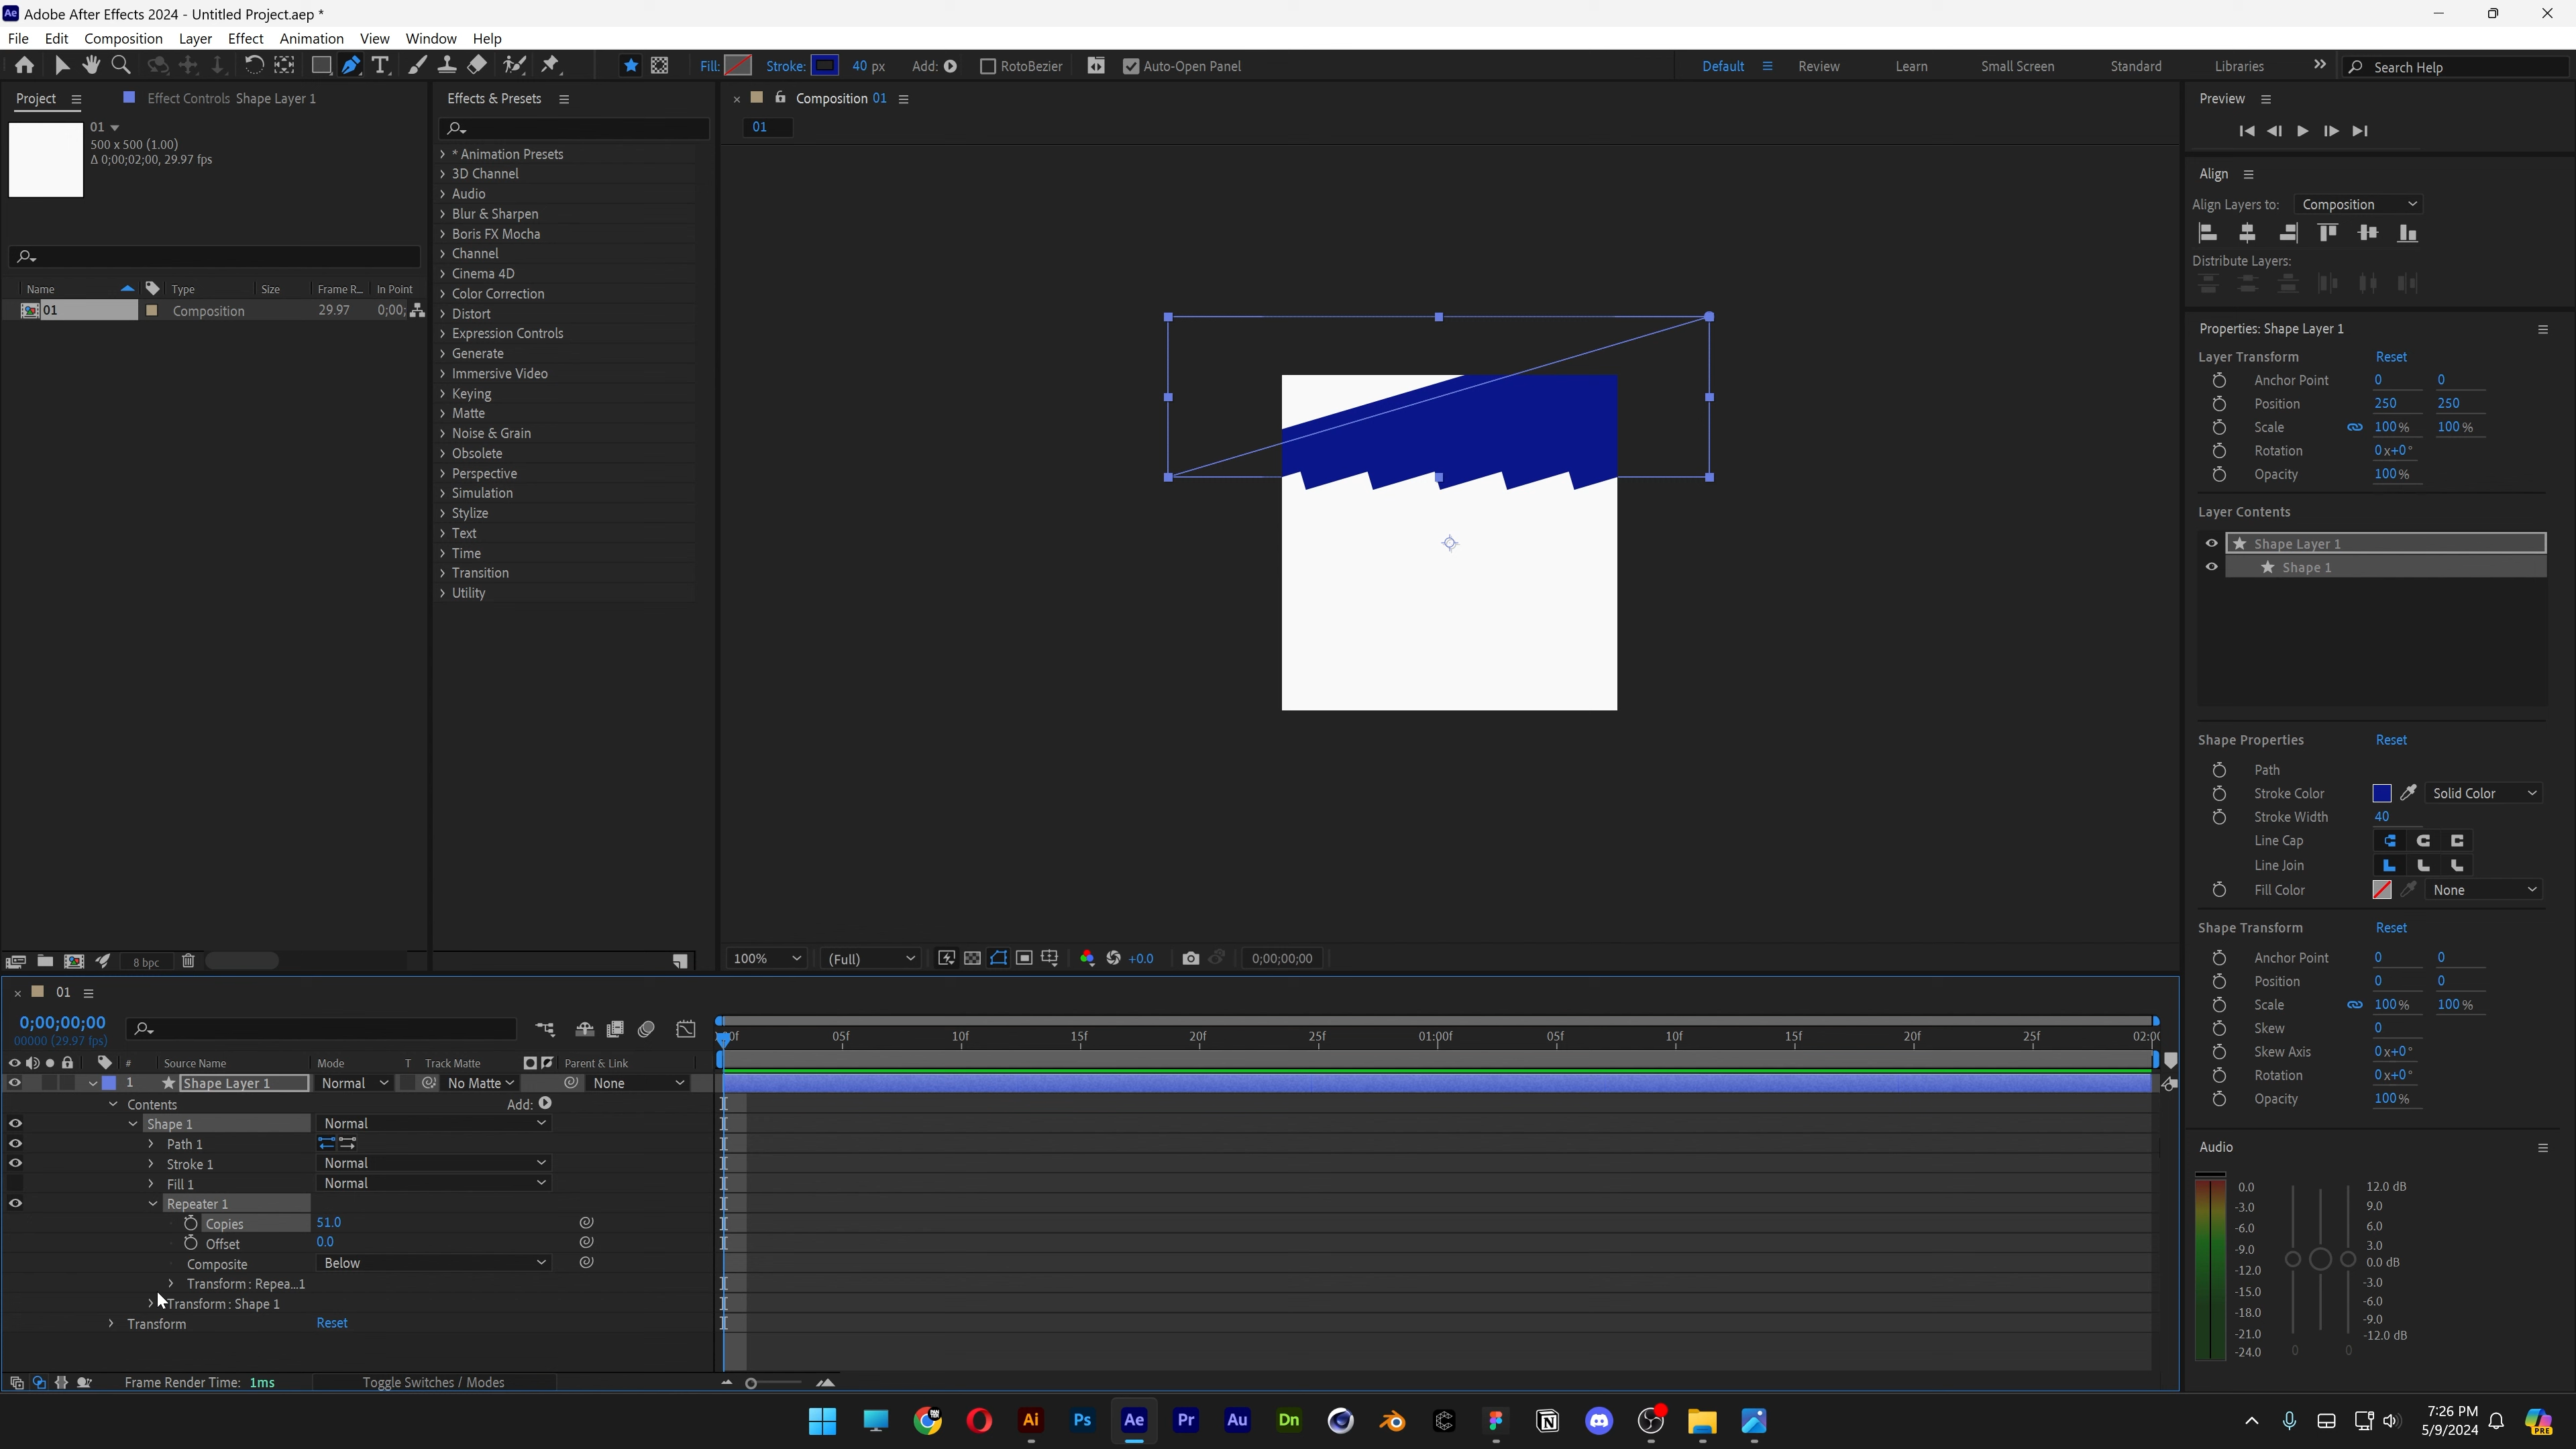 Ae Adobe After Effects 2024 - Untitled Project.aep *
File Edit Composition Layer Effect Animation View Window Help
Fill: Stroke: 40 px Add: RotoBezier Auto-Open Panel Default Review Learn Small Screen Standard Libraries Search Help
Project Effect Controls Shape Layer 1
01
500 x 500 (1.00)
Δ 0;00;02;00, 29.97 fps
Name Type Size Frame R... In Point
01 Composition 29.97 0;00;
8 bpc
Effects & Presets
* Animation Presets
3D Channel
Audio
Blur & Sharpen
Boris FX Mocha
Channel
Cinema 4D
Color Correction
Distort
Expression Controls
Generate
Immersive Video
Keying
Matte
Noise & Grain
Obsolete
Perspective
Simulation
Stylize
Text
Time
Transition
Utility
Composition 01
01
100% (Full) +0.0 0;00;00;00
Preview
Align
Align Layers to: Composition
Distribute Layers:
Properties: Shape Layer 1
Layer Transform Reset
Anchor Point 0 0
Position 250 250
Scale 100% 100%
Rotation 0x+0°
Opacity 100%
Layer Contents
Shape Layer 1
Shape 1
Shape Properties Reset
Path
Stroke Color Solid Color
Stroke Width 40
Line Cap
Line Join
Fill Color None
Shape Transform Reset
Anchor Point 0 0
Position 0 0
Scale 100% 100%
Skew 0
Skew Axis 0x+0°
Rotation 0x+0°
Opacity 100%
Audio
0.0
-3.0
-6.0
-9.0
-12.0
-15.0
-18.0
-21.0
-24.0
12.0 dB
9.0
6.0
3.0
0.0 dB
-3.0
-6.0
-9.0
-12.0 dB
0 0
01
0;00;00;00
00000 (29.97 fps)
:00f 05f 10f 15f 20f 25f 01:00f 05f 10f 15f 20f 25f 02:00
# Source Name Mode T Track Matte Parent & Link
1 Shape Layer 1 Normal No Matte None
Contents Add:
Shape 1 Normal
Path 1
Stroke 1 Normal
Fill 1 Normal
Repeater 1
Copies 51.0
Offset 0.0
Composite Below
Transform : Repea...1
Transform : Shape 1
Transform Reset
Frame Render Time: 1ms Toggle Switches / Modes
Ai Ps Ae Pr Au Dn
7:26 PM
5/9/2024
PRE